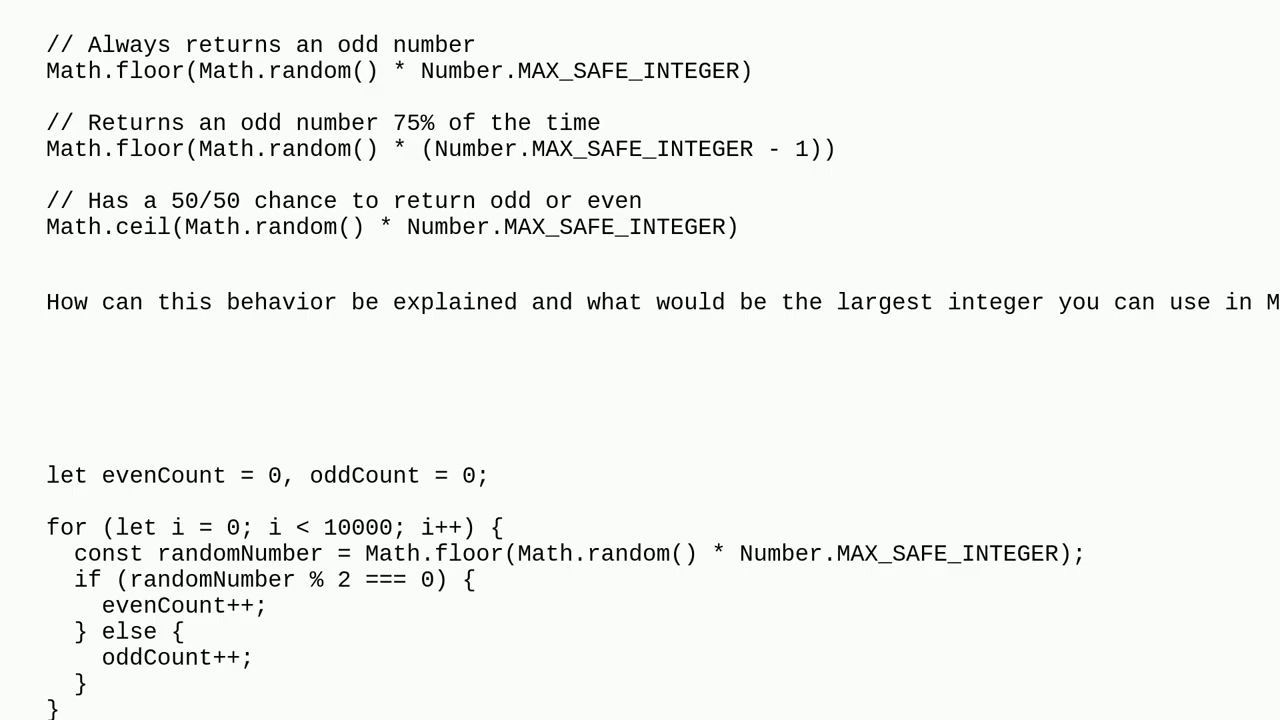 // Always returns an odd number
Math.floor(Math.random() * Number.MAX_SAFE_INTEGER)
// Returns an odd number 75% of the time
Math.floor(Math.random() * (Number.MAX_SAFE_INTEGER - 1))
// Has a 50/50 chance to return odd or even
Math.ceil(Math.random() * Number.MAX_SAFE_INTEGER)
How can this behavior be explained and what would be the largest integer you can use in M
let evenCount = 0, oddCount = 0;
for (let i = 0; i < 10000; i++) {
  const randomNumber = Math.floor(Math.random() * Number.MAX_SAFE_INTEGER);
  if (randomNumber % 2 === 0) {
    evenCount++;
  } else {
    oddCount++;
  }
}